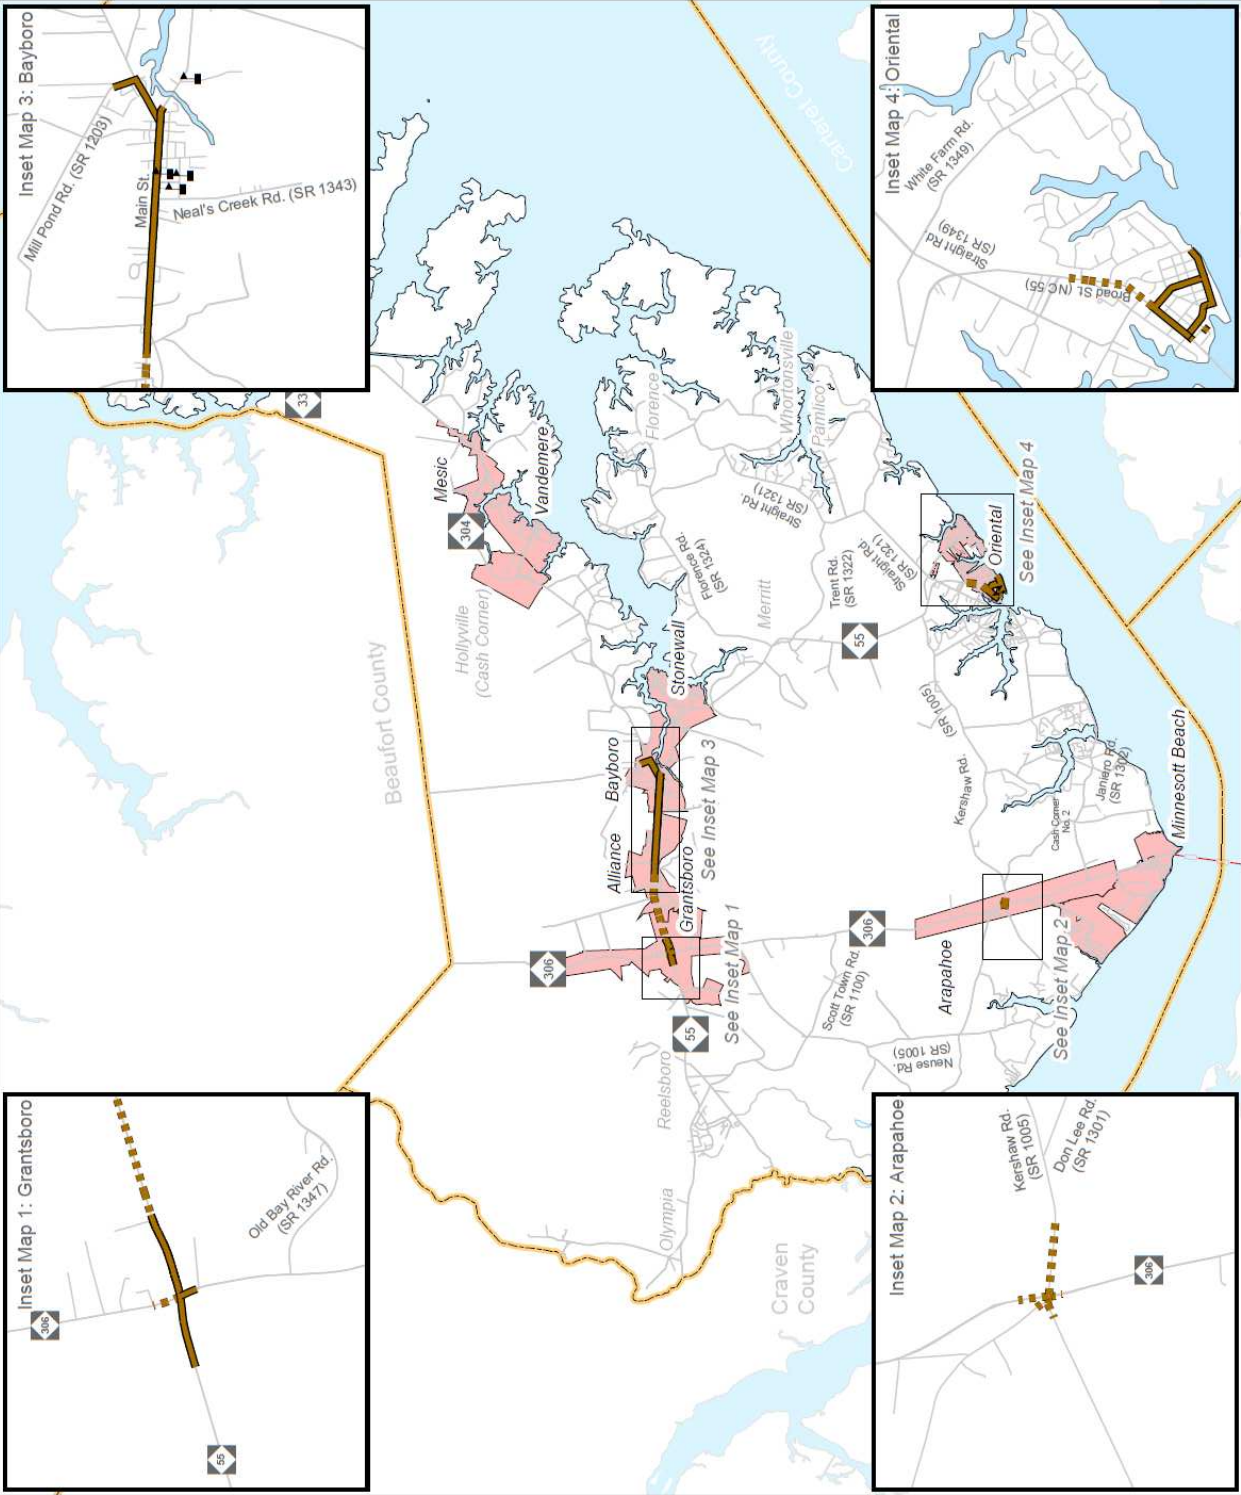 Inset Map 3: Bayboro
Mill Pond Rd. (SR 1203)
Main St.
Neal's Creek Rd. (SR 1343)
Inset Map 4: Oriental
White Farm Rd.
(SR 1349)
Straight Rd
(SR 1349)
Broad St. (NC 55)
Carteret County
33
Mesic
304
Vandemere
Hollyville
(Cash Corner)
Beaufort County
Florence
Whortonsville
Pamlico
Straight Rd.
(SR 1321)
Florence Rd.
(SR 1324)
Merritt
Trent Rd.
(SR 1322)
Straight Rd.
(SR 1321)
55
Oriental
See Inset Map 4
Stonewall
Bayboro
Alliance
See Inset Map 3
Grantsboro
See Inset Map 1
306
55
Reelsboro
Olympia
Craven
County
(SR 1005)
Kershaw Rd.
Cash Corner
No. 2
Janiero Rd.
(SR 1302)
Minnesott Beach
306
Arapahoe
See Inset Map 2
Scott Town Rd.
(SR 1100)
Neuse Rd.
(SR 1005)
Inset Map 1: Grantsboro
306
Old Bay River Rd.
(SR 1347)
55
Inset Map 2: Arapahoe
Kershaw Rd.
(SR 1005)
Don Lee Rd.
(SR 1301)
306